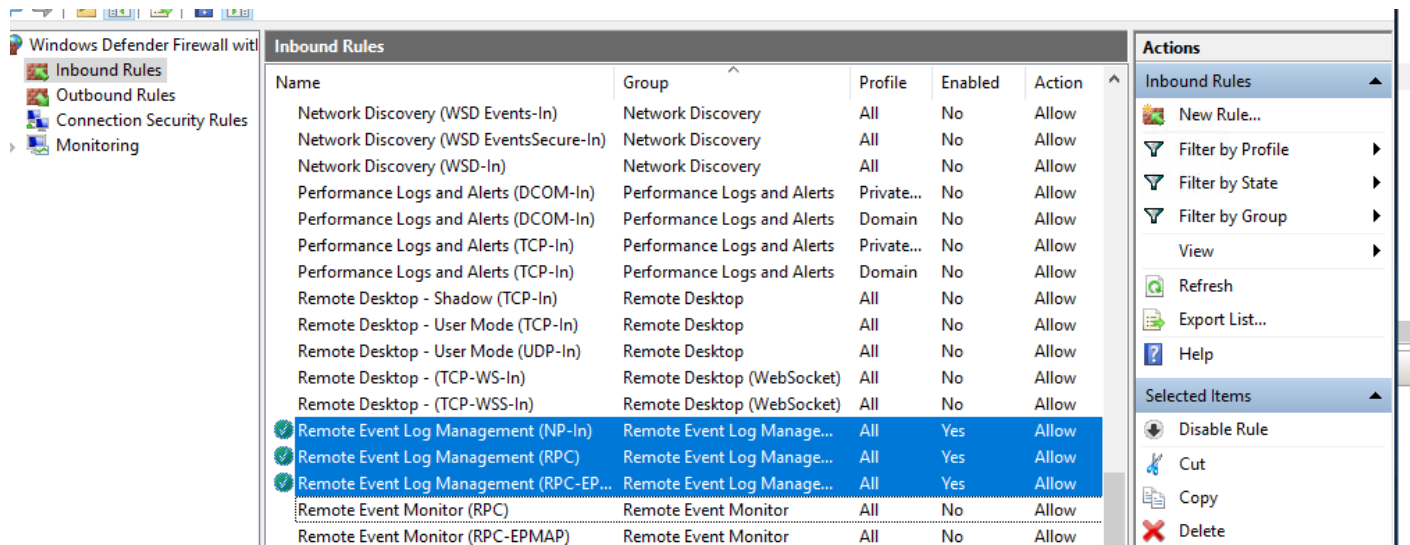 Windows Defender Firewall witl
Inbound Rules
Outbound Rules
Connection Security Rules
Monitoring
Inbound Rules
Name Group Profile Enabled Action
Network Discovery (WSD Events-In) Network Discovery All No Allow
Network Discovery (WSD EventsSecure-In) Network Discovery All No Allow
Network Discovery (WSD-In) Network Discovery All No Allow
Performance Logs and Alerts (DCOM-In) Performance Logs and Alerts Private... No Allow
Performance Logs and Alerts (DCOM-In) Performance Logs and Alerts Domain No Allow
Performance Logs and Alerts (TCP-In) Performance Logs and Alerts Private... No Allow
Performance Logs and Alerts (TCP-In) Performance Logs and Alerts Domain No Allow
Remote Desktop - Shadow (TCP-In) Remote Desktop All No Allow
Remote Desktop - User Mode (TCP-In) Remote Desktop All No Allow
Remote Desktop - User Mode (UDP-In) Remote Desktop All No Allow
Remote Desktop - (TCP-WS-In) Remote Desktop (WebSocket) All No Allow
Remote Desktop - (TCP-WSS-In) Remote Desktop (WebSocket) All No Allow
Remote Event Log Management (NP-In) Remote Event Log Manage... All Yes Allow
Remote Event Log Management (RPC) Remote Event Log Manage... All Yes Allow
Remote Event Log Management (RPC-EP... Remote Event Log Manage... All Yes Allow
Remote Event Monitor (RPC) Remote Event Monitor All No Allow
Remote Event Monitor (RPC-EPMAP) Remote Event Monitor All No Allow
Actions
Inbound Rules
New Rule...
Filter by Profile
Filter by State
Filter by Group
View
Refresh
Export List...
Help
Selected Items
Disable Rule
Cut
Copy
Delete